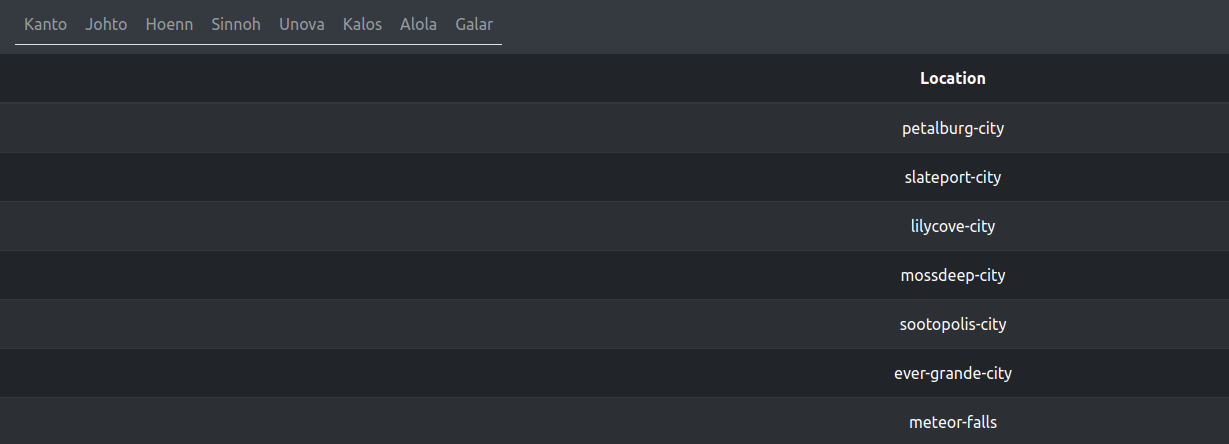 Kanto Johto Hoenn Sinnoh Unova Kalos Alola Galar
Location
petalburg-city
slateport-city
lilycove-city
mossdeep-city
sootopolis-city
ever-grande-city
meteor-falls